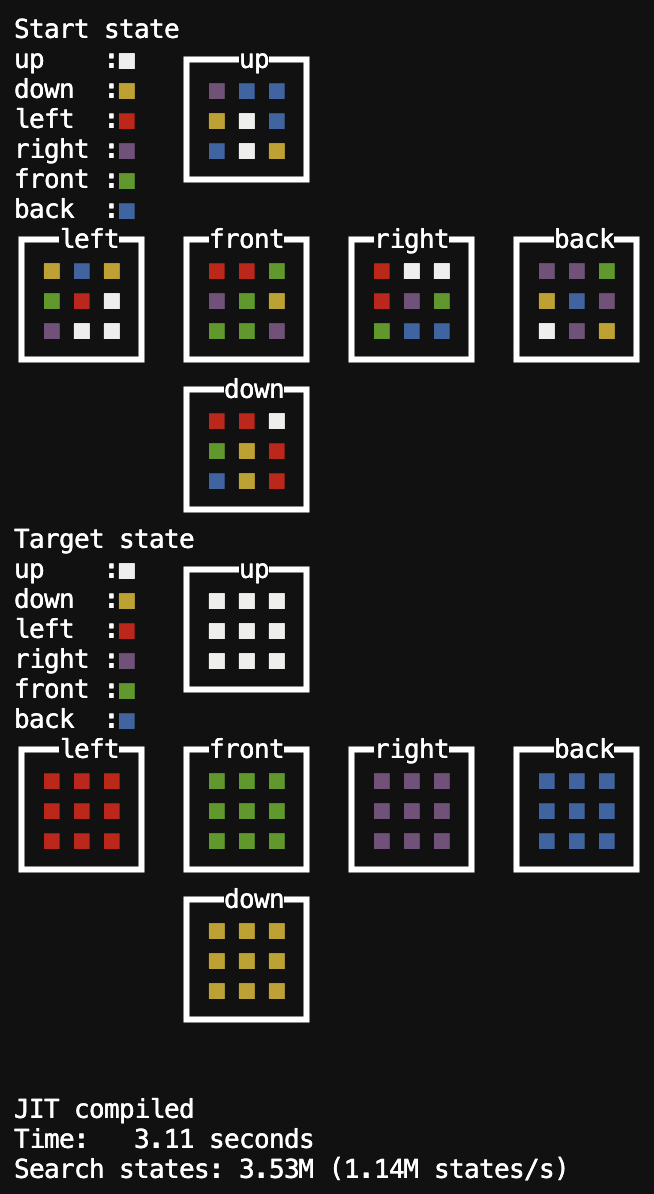 Start state
up :
up
down :
left :
right :
front :
back :
left front right back
down
Target state
up :
up
down :
left :
right :
front :
back :
left front right back
down
JIT compiled
Time: 3.11 seconds
Search states: 3.53M (1.14M states/s)